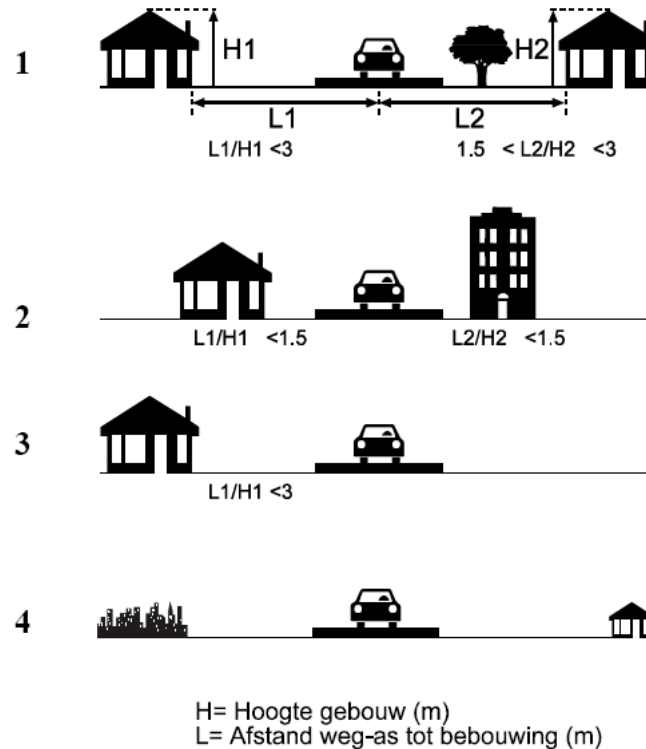 1
H1
H2
L1
L2
L1/H1 <3
1.5 < L2/H2 <3
2
L1/H1 <1.5
L2/H2 <1.5
3
L1/H1 <3
4
H= Hoogte gebouw (m)
L= Afstand weg-as tot bebouwing (m)